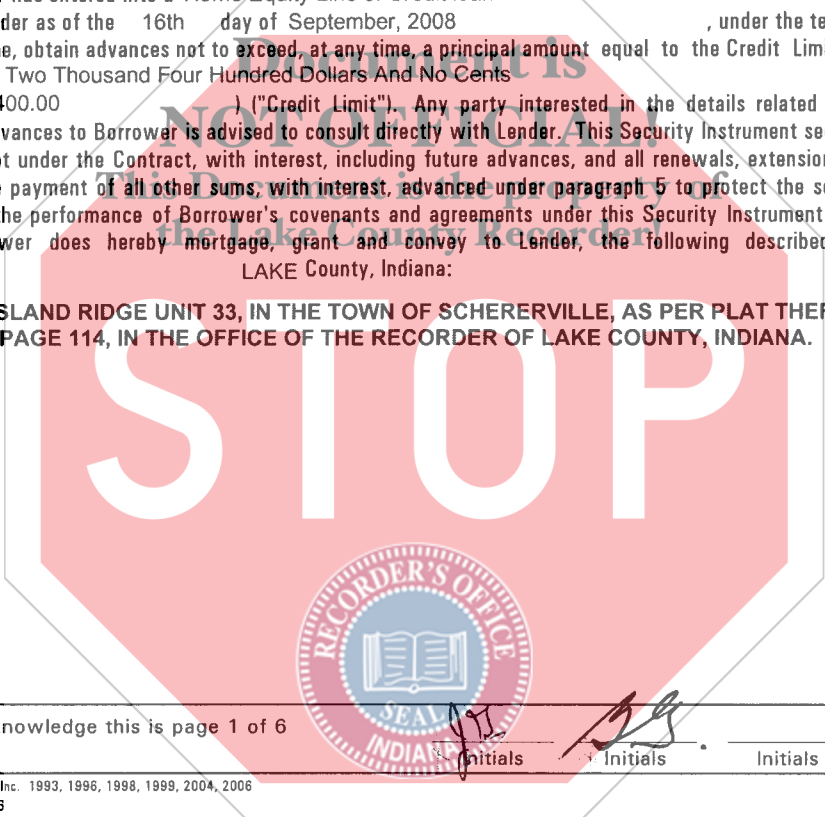 der as of the 16th day of September, 2008 , under the te
e, obtain advances not to exceed, at any time, a principal amount equal to the Credit Lim
Two Thousand Four Hundred Dollars And No Cents
400.00 ) ("Credit Limit"). Any party interested in the details related
vances to Borrower is advised to consult directly with Lender. This Security Instrument se
t under the Contract, with interest, including future advances, and all renewals, extension
payment of all other sums, with interest, advanced under paragraph 5 to protect the se
the performance of Borrower's covenants and agreements under this Security Instrument
wer does hereby mortgage, grant and convey to Lender, the following described
LAKE County, Indiana:
SLAND RIDGE UNIT 33, IN THE TOWN OF SCHERERVILLE, AS PER PLAT THER
PAGE 114, IN THE OFFICE OF THE RECORDER OF LAKE COUNTY, INDIANA.
Document is
NOT OFFICIAL!
This Document is the property of
the Lake County Recorder!
STOP
RECORDER'S OFFICE
SEAL
INDIANA
nowledge this is page 1 of 6
Initials Initials Initials
Inc. 1993, 1996, 1998, 1999, 2004, 2006